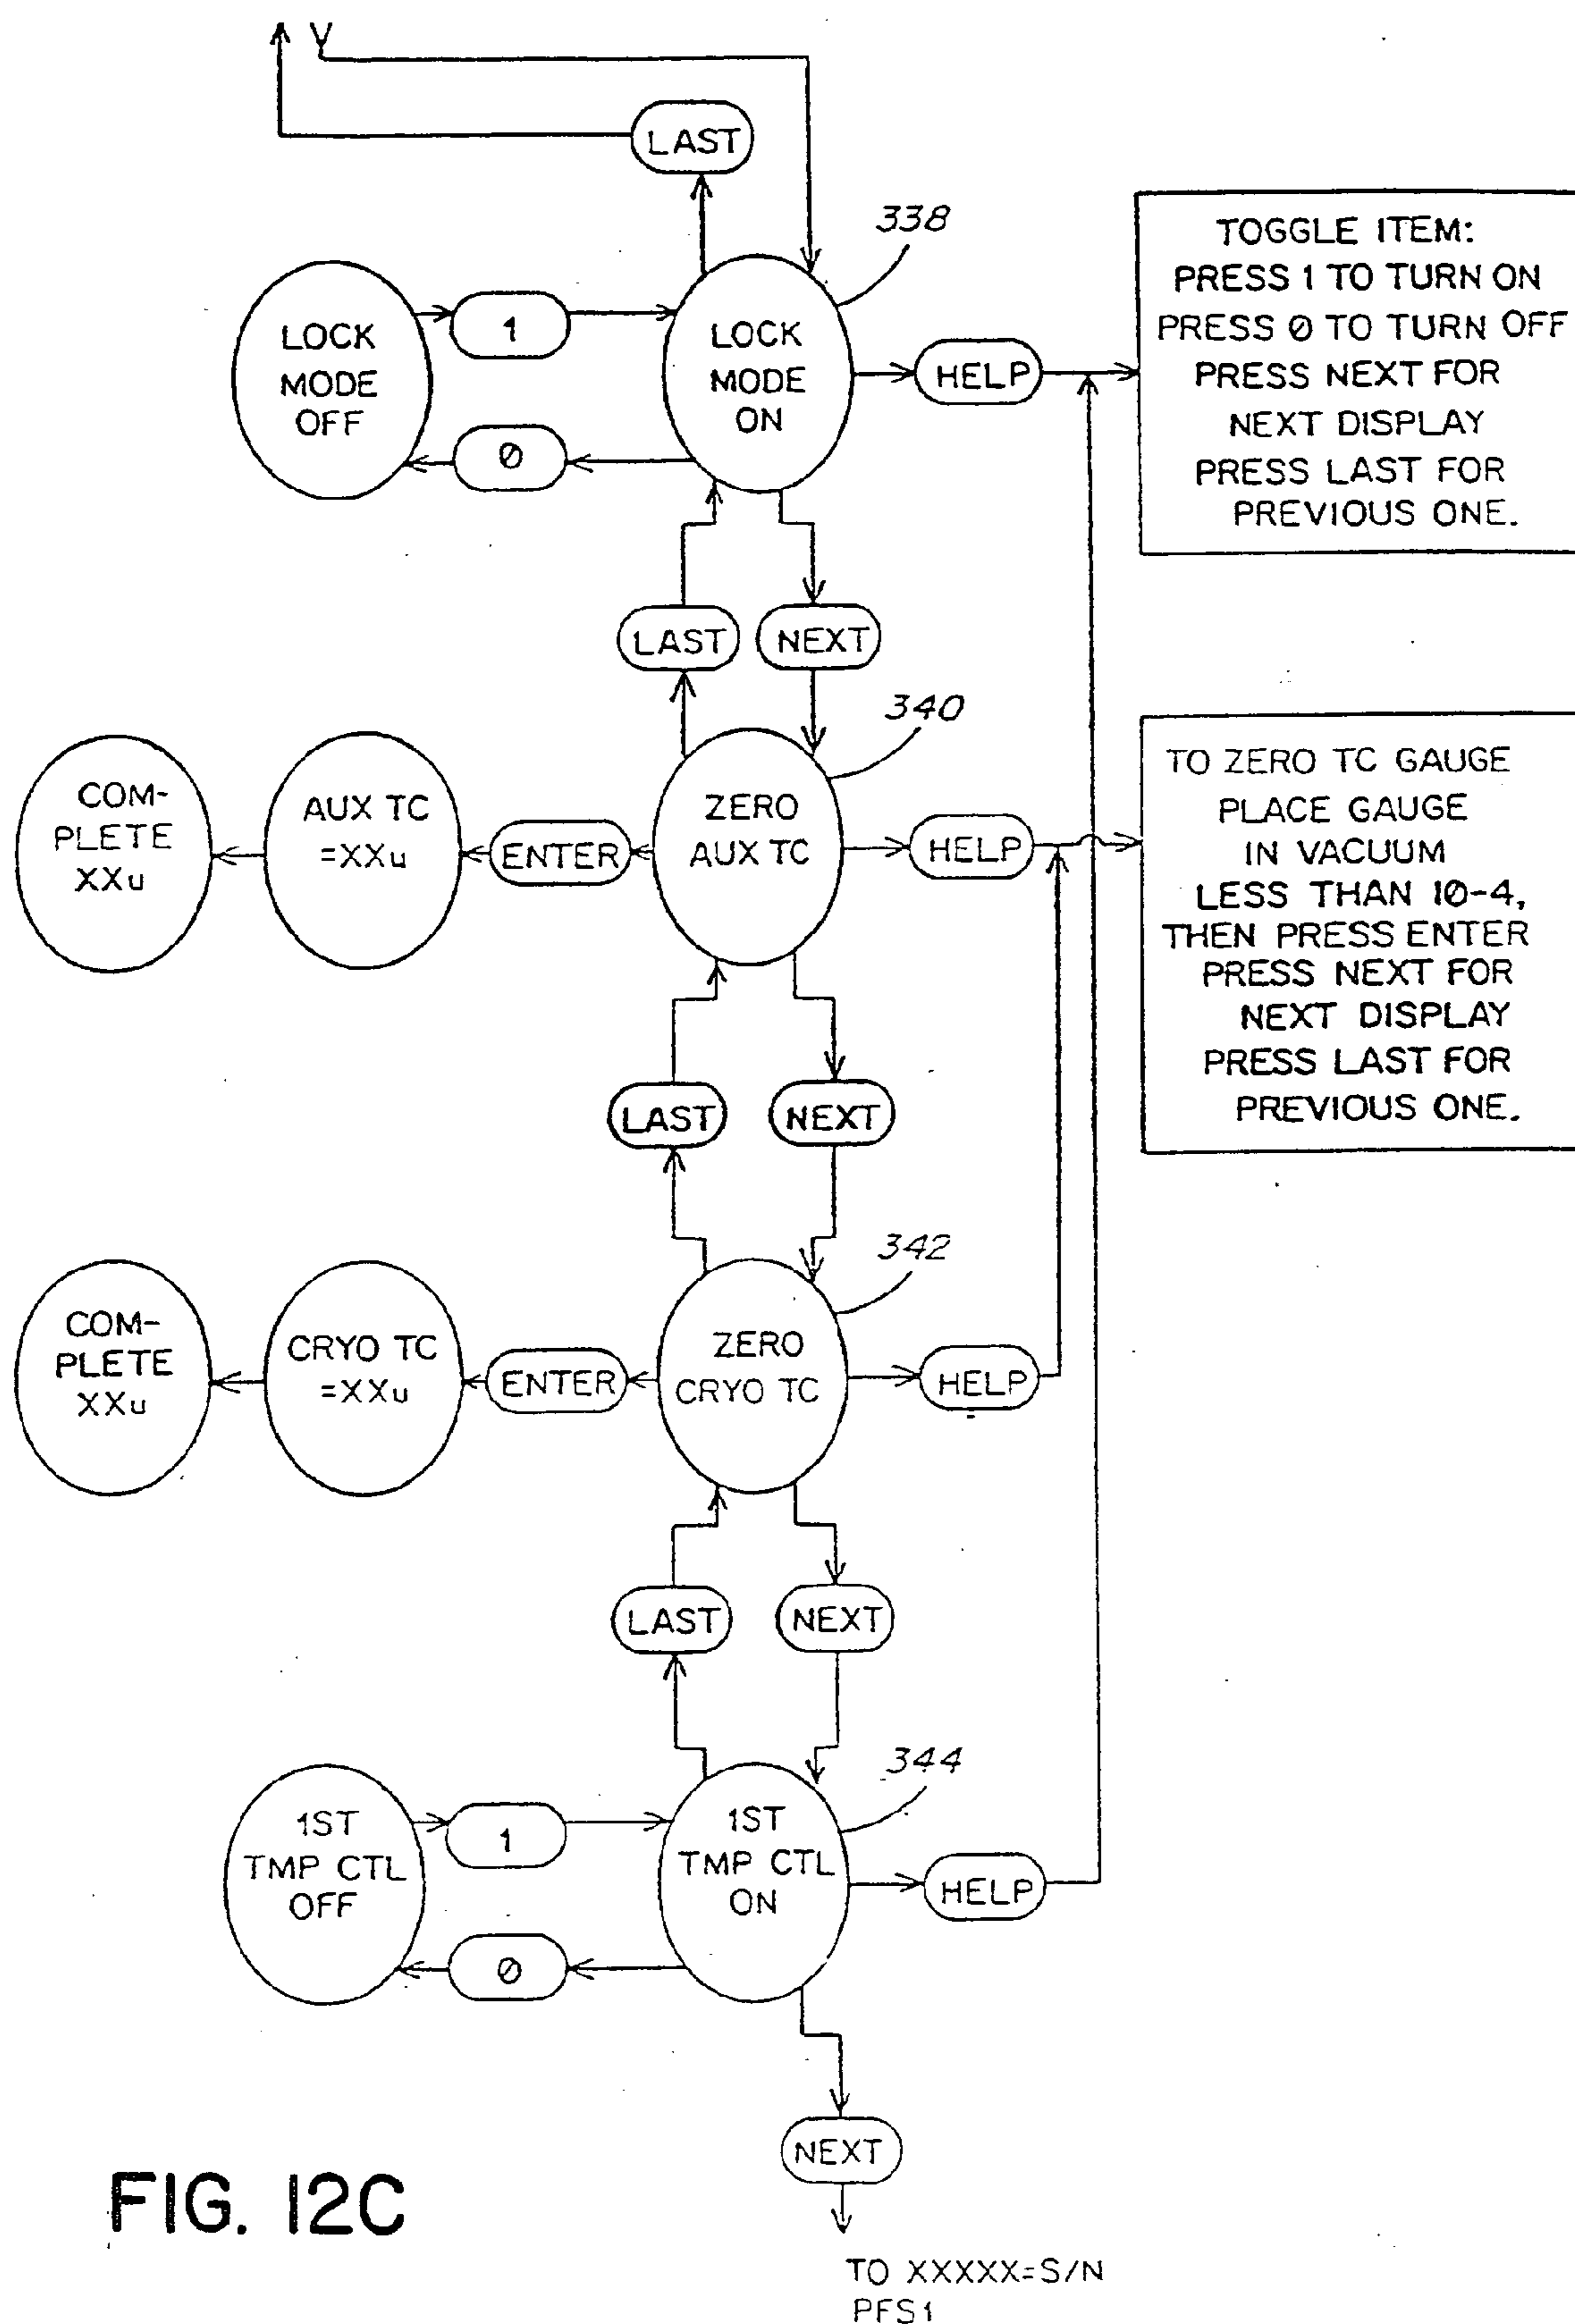 LAST
338
LOCK
MODE
OFF
1
0
LOCK
MODE
ON
HELP
TOGGLE ITEM:
PRESS 1 TO TURN ON
PRESS 0 TO TURN OFF
PRESS NEXT FOR
NEXT DISPLAY
PRESS LAST FOR
PREVIOUS ONE.
LAST
NEXT
340
COM-
PLETE
XXu
AUX TC
=XXu
ENTER
ZERO
AUX TC
HELP
TO ZERO TC GAUGE
PLACE GAUGE
IN VACUUM
LESS THAN 10-4,
THEN PRESS ENTER
PRESS NEXT FOR
NEXT DISPLAY
PRESS LAST FOR
PREVIOUS ONE.
LAST
NEXT
342
COM-
PLETE
XXu
CRYO TC
=XXu
ENTER
ZERO
CRYO TC
HELP
LAST
NEXT
344
1ST
TMP CTL
OFF
1
0
1ST
TMP CTL
ON
HELP
NEXT
FIG. 12C
TO XXXXX=S/N
PFS1